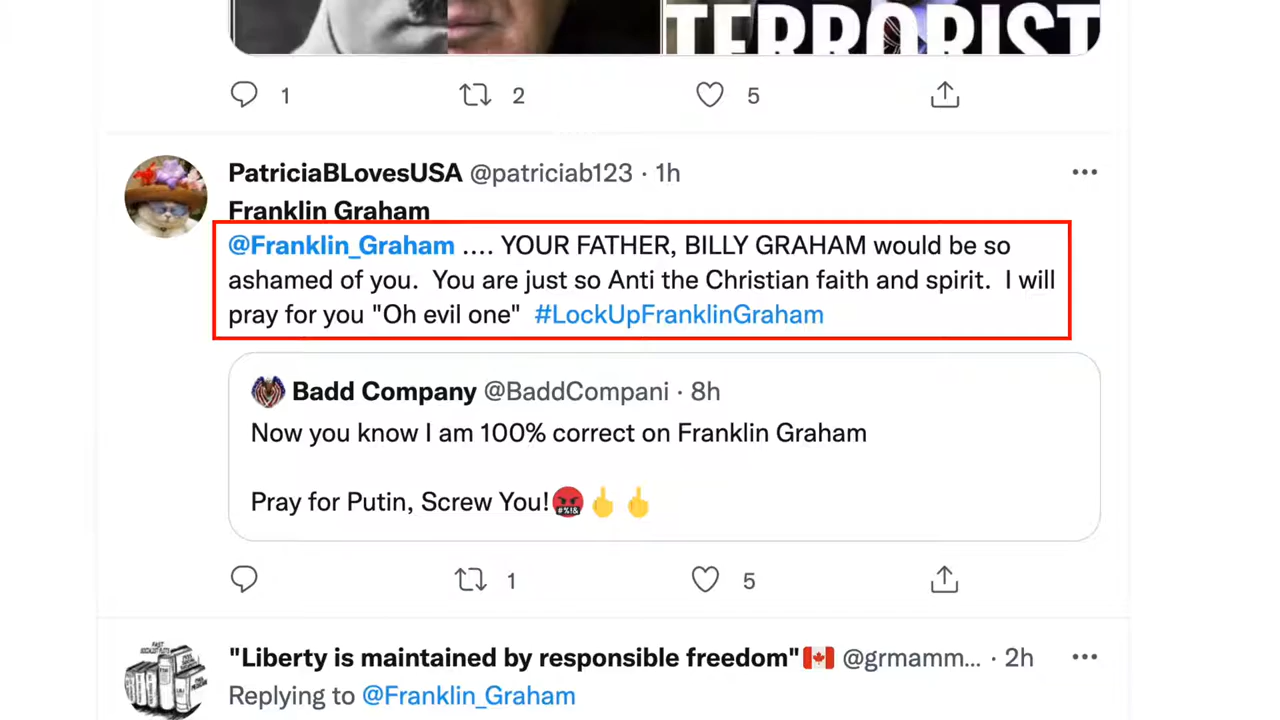 TERRORIST
1
2
5
PatriciaBLovesUSA @patriciab123 · 1h
Franklin Graham
@Franklin_Graham .... YOUR FATHER, BILLY GRAHAM would be so
ashamed of you.  You are just so Anti the Christian faith and spirit.  I will
pray for you "Oh evil one"  #LockUpFranklinGraham
Badd Company @BaddCompani · 8h
Now you know I am 100% correct on Franklin Graham
Pray for Putin, Screw You!🤬🖕🖕
1
5
"Liberty is maintained by responsible freedom"🇨🇦 @grmamm... · 2h
Replying to @Franklin_Graham